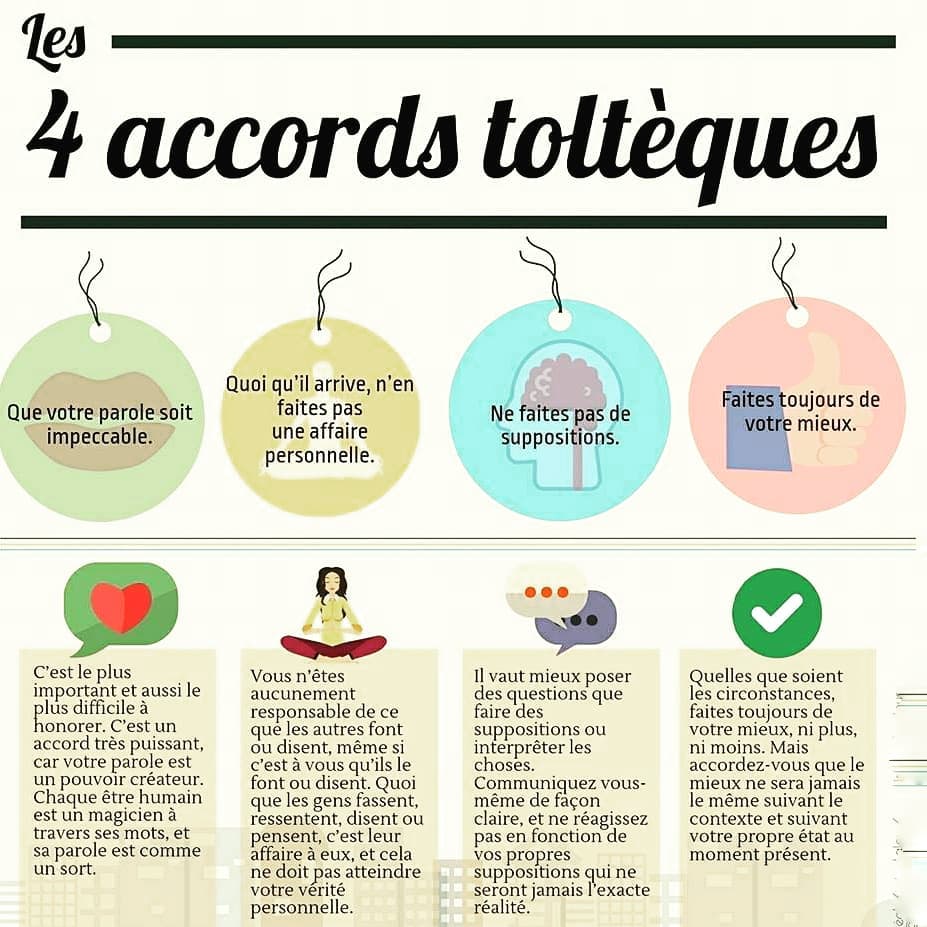 Les
4 accords toltèques
Que votre parole soit
impeccable.
Quoi qu'il arrive, n'en
faites pas
une affaire
personnelle.
Ne faites pas de
suppositions.
Faites toujours de
votre mieux.
C'est le plus
important et aussi le
plus difficile à
honorer. C'est un
accord très puissant,
car votre parole est
un pouvoir créateur.
Chaque être humain
est un magicien à
travers ses mots, et
sa parole est comme
un sort.
Vous n'êtes
aucunement
responsable de ce
que les autres font
ou disent, même si
c'est à vous qu'ils le
font ou disent. Quoi
que les gens fassent,
ressentent, disent ou
pensent, c'est leur
affaire à eux, et cela
ne doit pas atteindre
votre vérité
personnelle.
Il vaut mieux poser
des questions que
faire des
suppositions ou
interpréter les
choses.
Communiquez vous-
même de façon
claire, et ne réagissez
pas en fonction de
vos propres
suppositions qui ne
seront jamais l'exacte
réalité.
Quelles que soient
les circonstances,
faites toujours de
votre mieux, ni plus,
ni moins. Mais
accordez-vous que le
mieux ne sera jamais
le même suivant le
contexte et suivant
votre propre état au
moment présent.